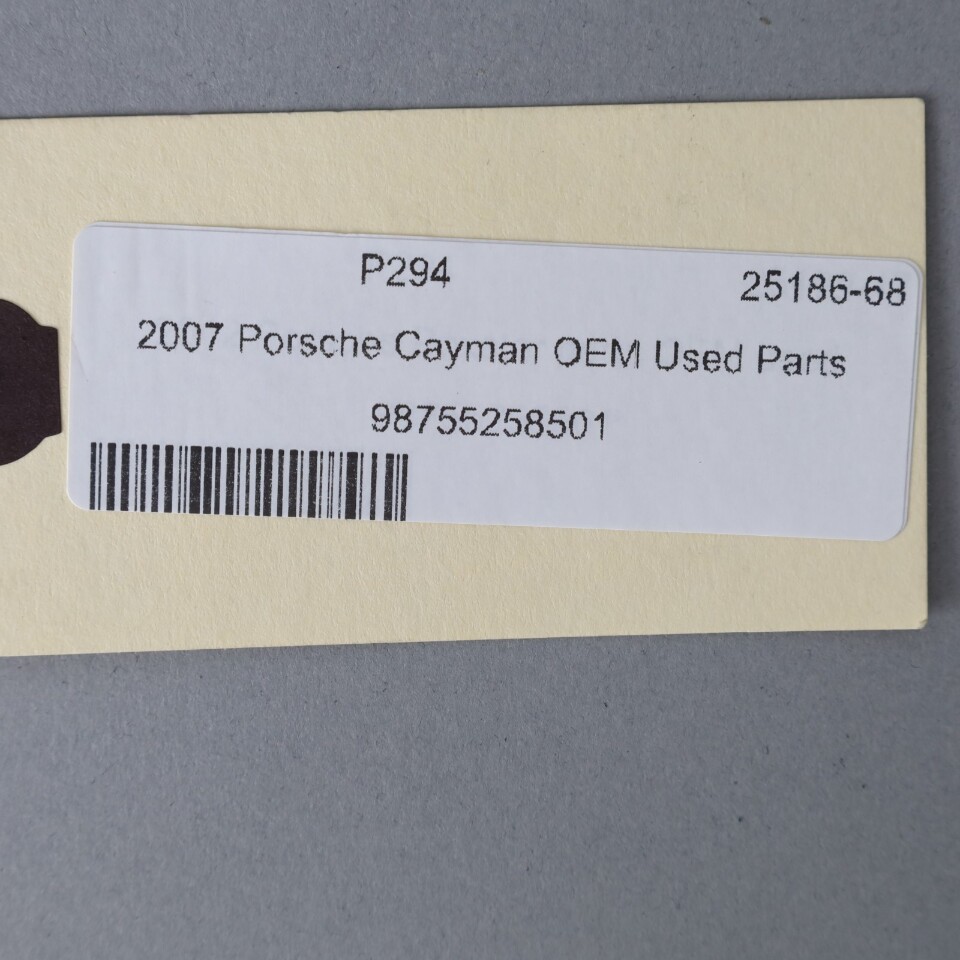 P294 25186-68
2007 Porsche Cayman OEM Used Parts
98755258501